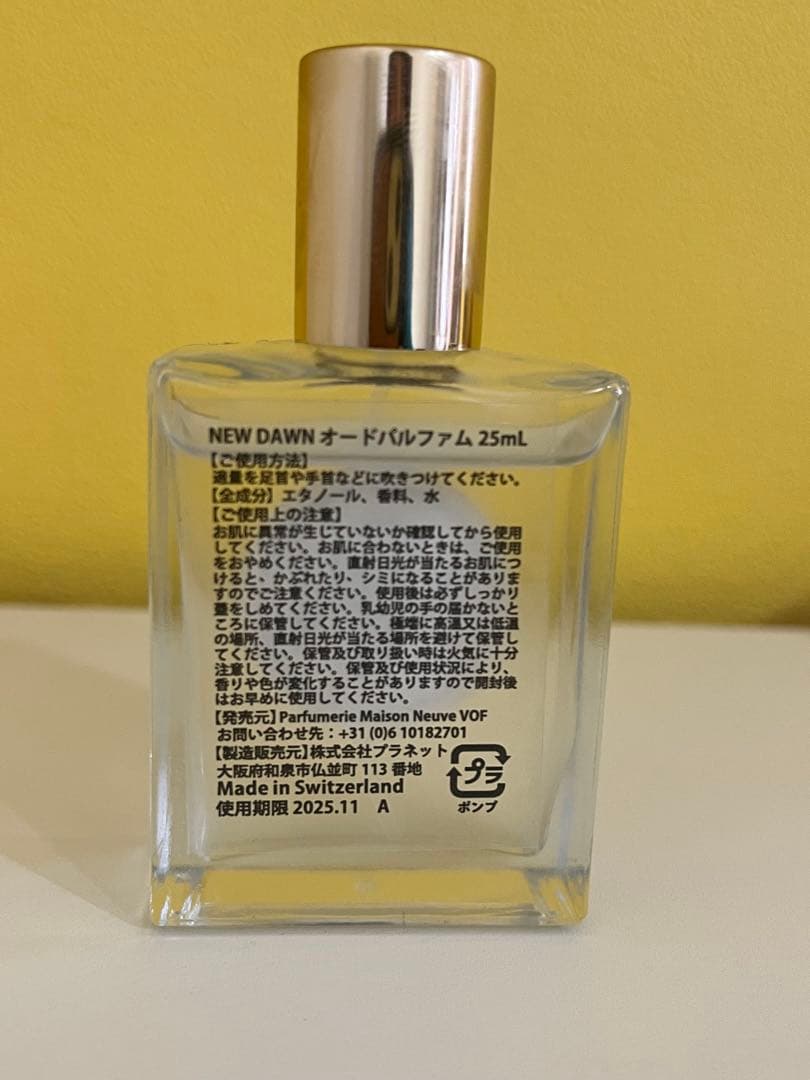 NEW DAWN オードパルファム 25mL
【ご使用方法】
適量を足首や手首などに吹きつけてください。
【全成分】エタノール、香料、水
【ご使用上の注意】
お肌に異常が生じていないか確認してから使用
してください。お肌に合わないときは、ご使用
をおやめください。直射日光が当たるお肌につ
けると、かぶれたり、シミになることがありま
すのでご注意ください。使用後は必ずしっかり
蓋をしめてください。乳幼児の手の届かないと
ころに保管してください。極端に高温又は低温
の場所、直射日光が当たる場所を避けて保管し
てください。保管及び取り扱い時は火気に十分
注意してください。保管及び使用状況により、
香りや色が変化することがありますので開封後
はお早めに使用してください。
【発売元】Parfumerie Maison Neuve VOF
お問い合わせ先：+31 (0)6 10182701
【製造販売元】株式会社プラネット
大阪府和泉市仏並町 113 番地
Made in Switzerland
使用期限 2025.11 A
プラ
ポンプ